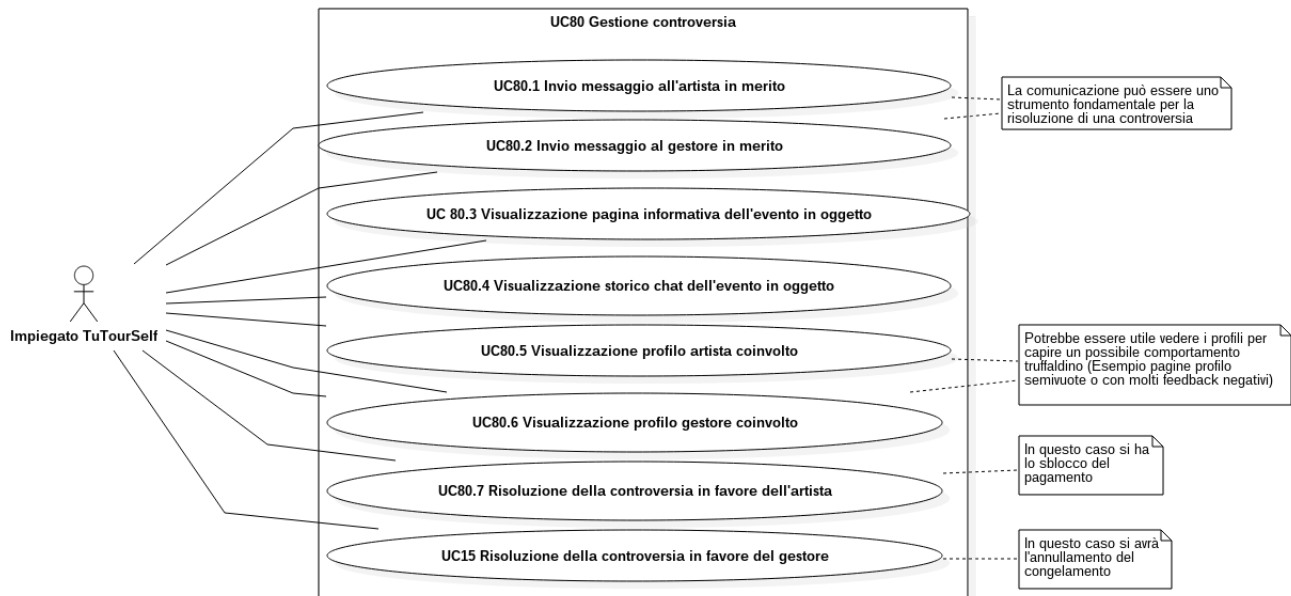 UC80 Gestione controversia
UC80.1 Invio messaggio all'artista in merito
La comunicazione può essere uno
strumento fondamentale per la
risoluzione di una controversia
UC80.2 Invio messaggio al gestore in merito
UC 80.3 Visualizzazione pagina informativa dell'evento in oggetto
UC80.4 Visualizzazione storico chat dell'evento in oggetto
Impiegato TuTourSelf
UC80.5 Visualizzazione profilo artista coinvolto
Potrebbe essere utile vedere i profili per
capire un possibile comportamento
truffaldino (Esempio pagine profilo
semivuote o con molti feedback negativi)
UC80.6 Visualizzazione profilo gestore coinvolto
In questo caso si ha
lo sblocco del
pagamento
UC80.7 Risoluzione della controversia in favore dell'artista
UC15 Risoluzione della controversia in favore del gestore
In questo caso si avrà
l'annullamento del
congelamento